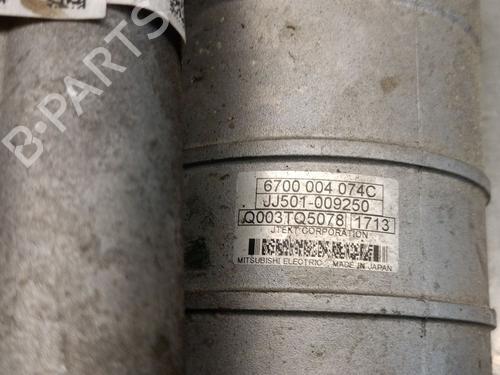 B-PARTS
6700 004 074C
JJ501-009250
Q003TQ5078 1713
JTEKT CORPORATION
MITSUBISHI ELECTRIC MADE IN JAPAN